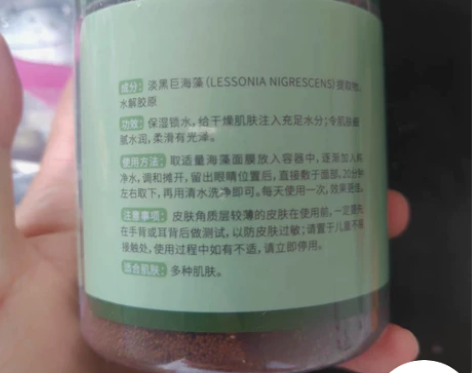 成分：淡黑巨海藻（LESSONIA NIGRESCENS）提取物、
水解胶原
功效：保湿锁水，给干燥肌肤注入充足水分；令肌肤细
腻水润，柔滑有光泽。
使用方法：取适量海藻面膜放入容器中，逐渐加入纯
净水，调和摊开，留出眼睛位置后，直接敷于面部。20分钟
左右取下，再用清水洗净即可。每天使用一次，效果更佳。
注意事项：皮肤角质层较薄的皮肤在使用前，一定要先
在手背或耳背后做测试，以防皮肤过敏；请置于儿童不易
接触处，使用过程中如有不适，请立即停用。
适合肌肤：多种肌肤。